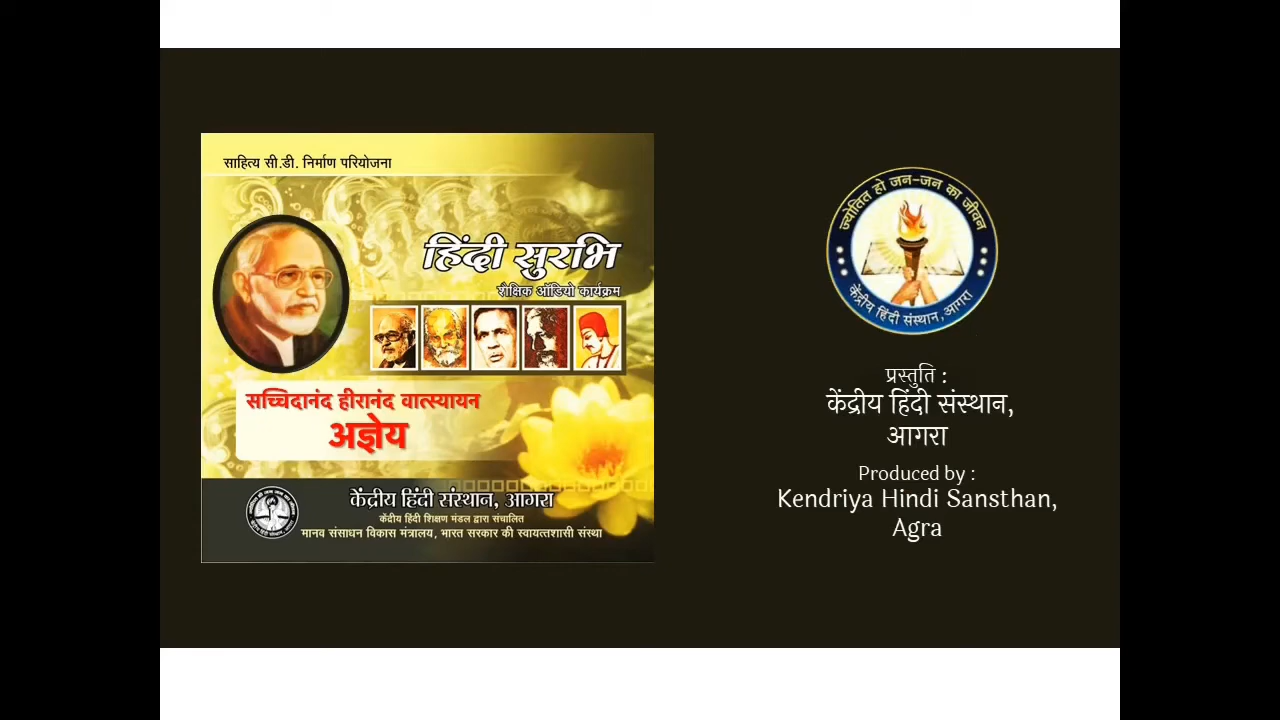 साहित्य सी.डी. निर्माण परियोजना
हिंदी सुरभि
शैक्षिक ऑडियो कार्यक्रम
सच्चिदानंद हीरानंद वात्स्यायन
अज्ञेय
केंद्रीय हिंदी संस्थान, आगरा
केंद्रीय हिंदी शिक्षण मंडल द्वारा संचालित
मानव संसाधन विकास मंत्रालय, भारत सरकार की स्वायत्तशासी संस्था
ज्योतित हो जन-जन का जीवन
केंद्रीय हिंदी संस्थान, आगरा
प्रस्तुति :
केंद्रीय हिंदी संस्थान,
आगरा
Produced by :
Kendriya Hindi Sansthan,
Agra